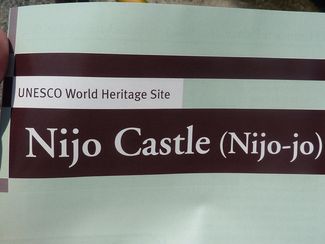 UNESCO World Heritage Site
Nijo Castle (Nijo-jo)